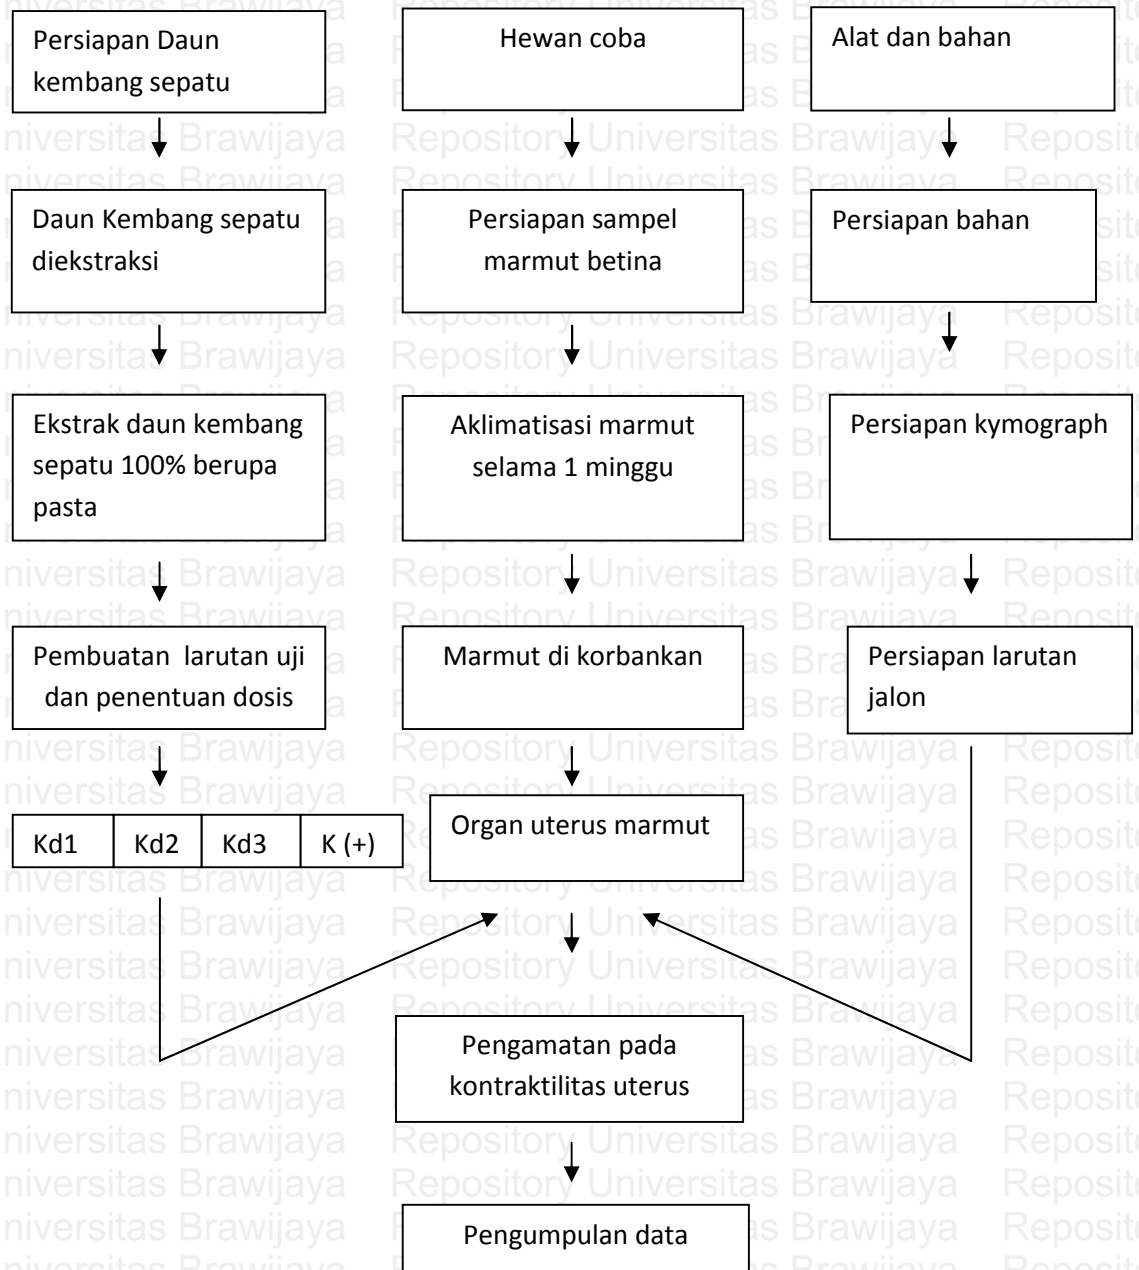 Persiapan Daun
kembang sepatu
Hewan coba
Alat dan bahan
Daun Kembang sepatu
diekstraksi
Persiapan sampel
marmut betina
Persiapan bahan
Ekstrak daun kembang
sepatu 100% berupa
pasta
Aklimatisasi marmut
selama 1 minggu
Persiapan kymograph
Pembuatan larutan uji
dan penentuan dosis
Marmut di korbankan
Persiapan larutan
jalon
Kd1 Kd2 Kd3 K (+)
Organ uterus marmut
Pengamatan pada
kontraktilitas uterus
Pengumpulan data